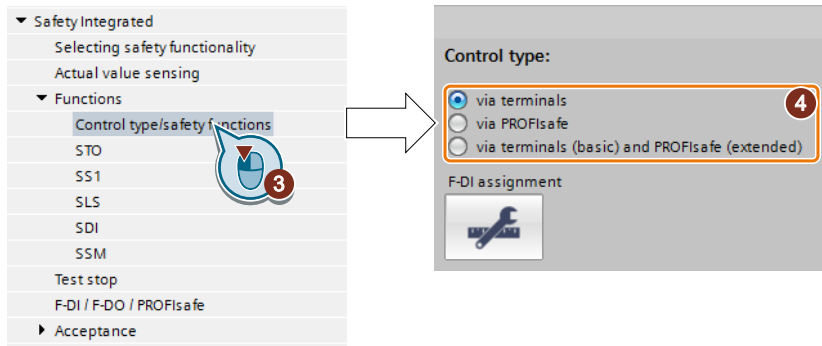 Safety Integrated
Selecting safety functionality
Actual value sensing
Functions
Control type/safety functions
STO
SS1
SLS
SDI
SSM
Test stop
F-DI / F-DO / PROFIsafe
Acceptance
3
Control type:
via terminals
via PROFIsafe
via terminals (basic) and PROFIsafe (extended)
4
F-DI assignment